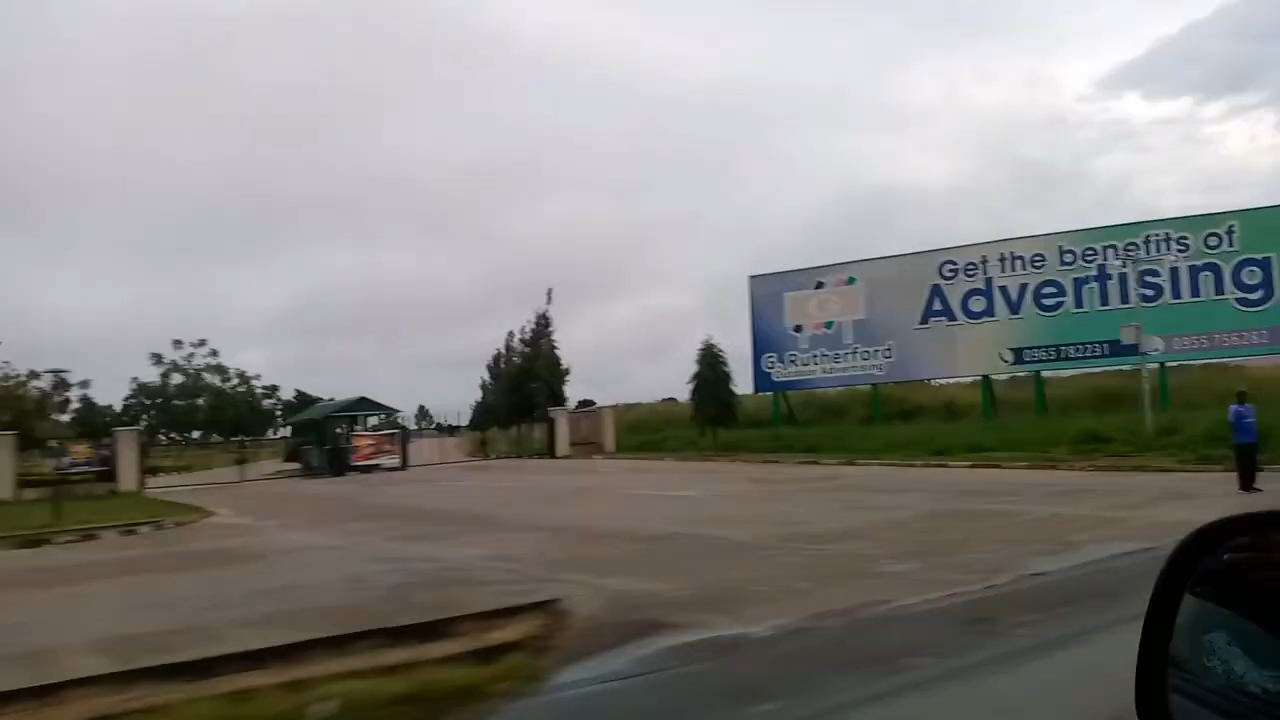 Get the benefits of
Advertising
G. Rutherford
Outdoor Advertising
0965 782231
0955 756282